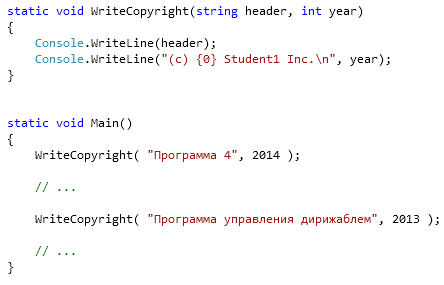 static void WriteCopyright(string header, int year)
{
    Console.WriteLine(header);
    Console.WriteLine("(c) {0} Student1 Inc.\n", year);
}
static void Main()
{
    WriteCopyright( "Программа 4", 2014 );
    // ...
    WriteCopyright( "Программа управления дирижаблем", 2013 );
    // ...
}